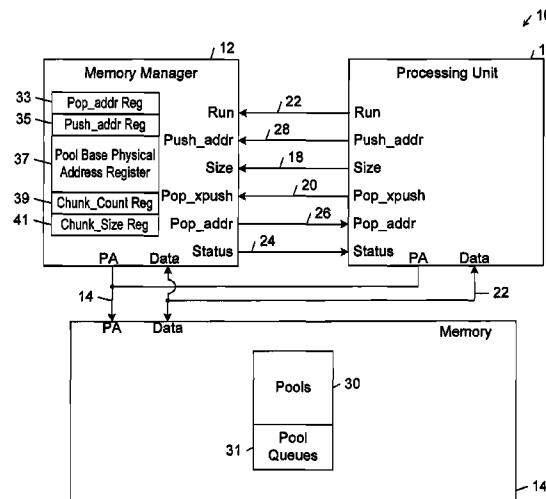 10
12
1
Memory Manager
Processing Unit
33
Pop_addr Reg
35
Push_addr Reg
37
Pool Base Physical
Address Register
39
Chunk_Count Reg
41
Chunk_Size Reg
Run
22
Run
Push_addr
28
Push_addr
Size
18
Size
Pop_xpush
20
Pop_xpush
Pop_addr
26
Pop_addr
Status
24
Status
PA
Data
PA
Data
14
22
PA
Data
Memory
Pools
30
31
Pool
Queues
14